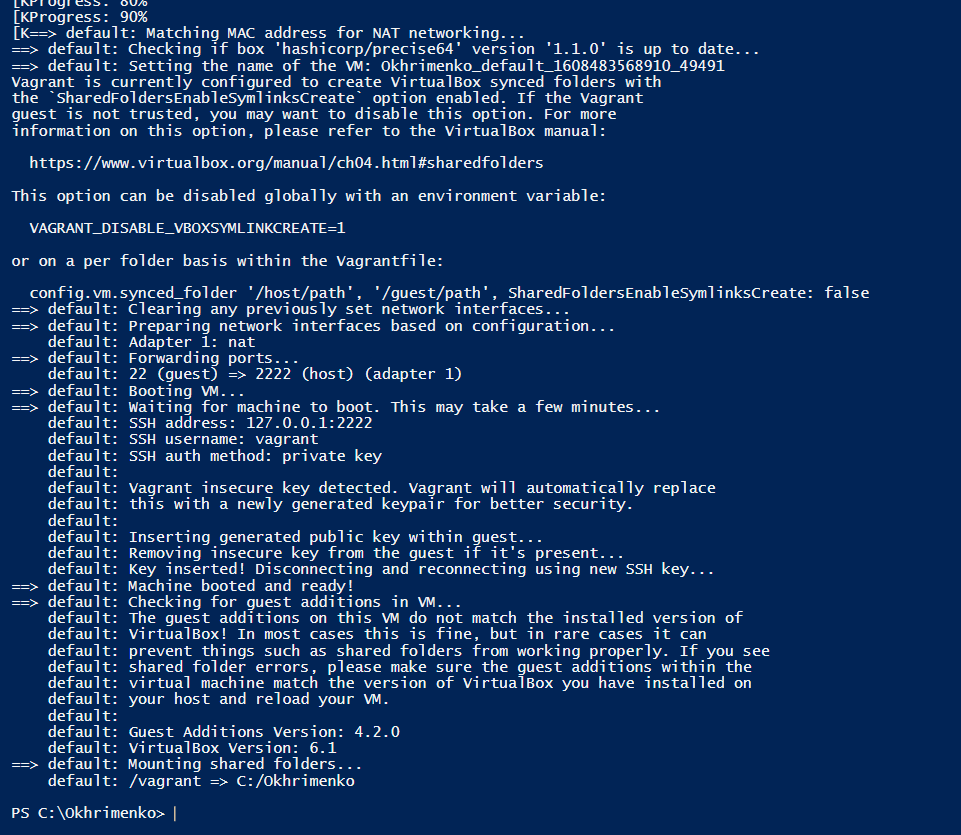 [KProgress: 80%
[KProgress: 90%
[K==> default: Matching MAC address for NAT networking...
==> default: Checking if box 'hashicorp/precise64' version '1.1.0' is up to date...
==> default: Setting the name of the VM: Okhrimenko_default_1608483568910_49491
Vagrant is currently configured to create VirtualBox synced folders with
the `SharedFoldersEnableSymlinksCreate` option enabled. If the Vagrant
guest is not trusted, you may want to disable this option. For more
information on this option, please refer to the VirtualBox manual:

  https://www.virtualbox.org/manual/ch04.html#sharedfolders

This option can be disabled globally with an environment variable:

  VAGRANT_DISABLE_VBOXSYMLINKCREATE=1

or on a per folder basis within the Vagrantfile:

  config.vm.synced_folder '/host/path', '/guest/path', SharedFoldersEnableSymlinksCreate: false
==> default: Clearing any previously set network interfaces...
==> default: Preparing network interfaces based on configuration...
    default: Adapter 1: nat
==> default: Forwarding ports...
    default: 22 (guest) => 2222 (host) (adapter 1)
==> default: Booting VM...
==> default: Waiting for machine to boot. This may take a few minutes...
    default: SSH address: 127.0.0.1:2222
    default: SSH username: vagrant
    default: SSH auth method: private key
    default:
    default: Vagrant insecure key detected. Vagrant will automatically replace
    default: this with a newly generated keypair for better security.
    default:
    default: Inserting generated public key within guest...
    default: Removing insecure key from the guest if it's present...
    default: Key inserted! Disconnecting and reconnecting using new SSH key...
==> default: Machine booted and ready!
==> default: Checking for guest additions in VM...
    default: The guest additions on this VM do not match the installed version of
    default: VirtualBox! In most cases this is fine, but in rare cases it can
    default: prevent things such as shared folders from working properly. If you see
    default: shared folder errors, please make sure the guest additions within the
    default: virtual machine match the version of VirtualBox you have installed on
    default: your host and reload your VM.
    default:
    default: Guest Additions Version: 4.2.0
    default: VirtualBox Version: 6.1
==> default: Mounting shared folders...
    default: /vagrant => C:/Okhrimenko

PS C:\Okhrimenko>